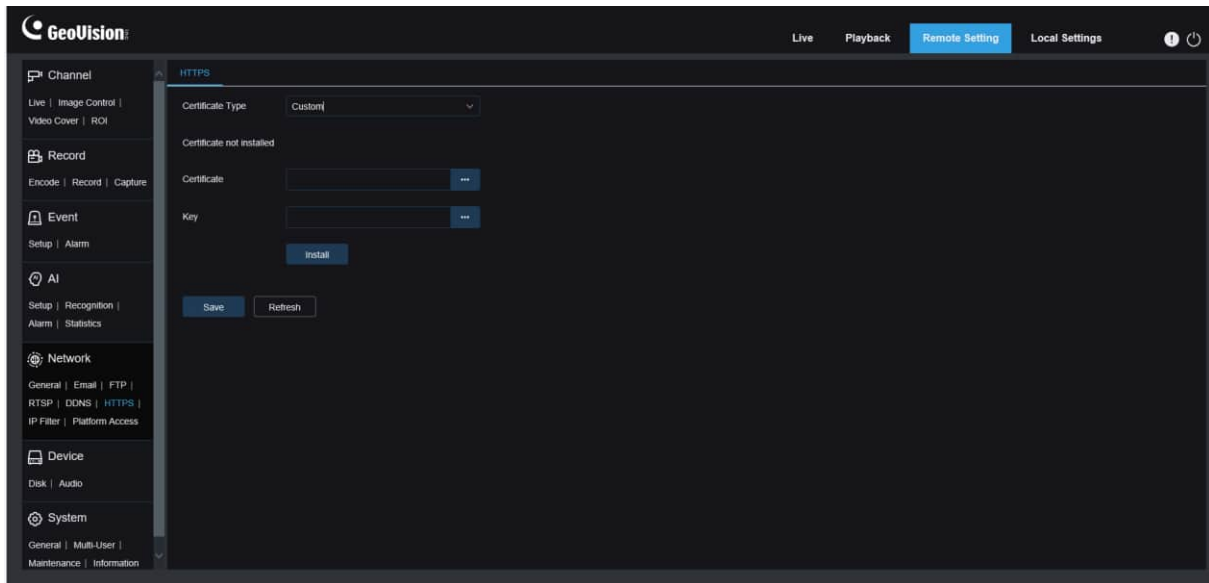 GeoVision
Live Playback Remote Setting Local Settings
Channel
Live | Image Control |
Video Cover | ROI
Record
Encode | Record | Capture
Event
Setup | Alarm
AI
Setup | Recognition |
Alarm | Statistics
Network
General | Email | FTP |
RTSP | DDNS | HTTPS |
IP Filter | Platform Access
Device
Disk | Audio
System
General | Multi-User |
Maintenance | Information
HTTPS
Certificate Type Custom
Certificate not installed
Certificate ...
Key ...
Install
Save Refresh